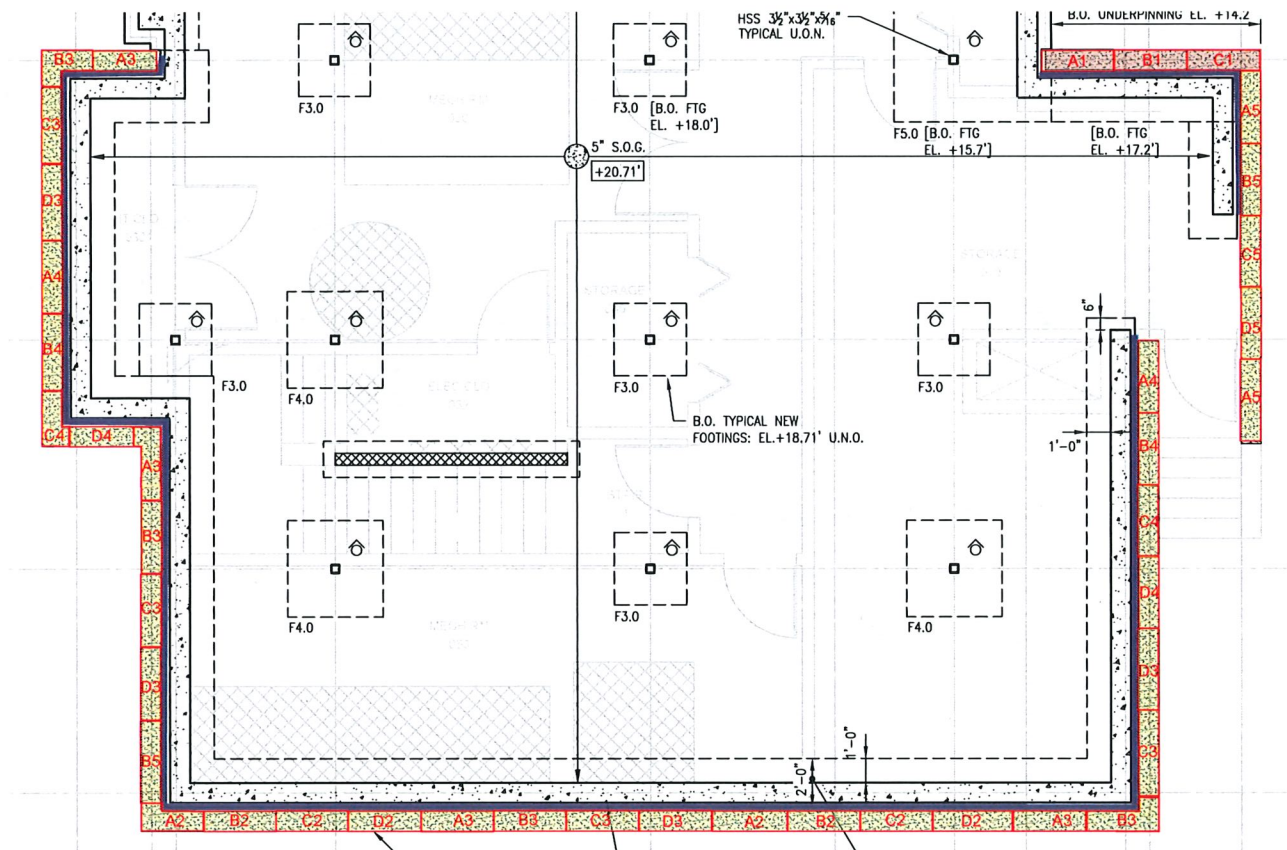 HSS 3½"x3½"x5/16"
TYPICAL U.O.N.
B.O. UNDERPINNING EL. +14.2
B3 A3
A1 B1 C1
F3.0
F3.0 [B.O. FTG
EL. +18.0']
F5.0 [B.O. FTG
EL. +15.7']
[B.O. FTG
EL. +17.2']
5" S.O.G.
+20.71'
C3
D3
A4
B4
C4 D4
A5
B5
C5
D5
A5
STORAGE
STORAGE
6"
F3.0
F4.0
F3.0
F3.0
B.O. TYPICAL NEW
FOOTINGS: EL.+18.71' U.N.O.
1'-0"
A3
B3
C3
D3
B5
A4
B4
C4
D4
D3
C3
F4.0
F3.0
F4.0
1'-0"
2'-0"
A2 B2 C2 D2 A3 B3 C3 D3 A2 B2 C2 D2 A3 B3